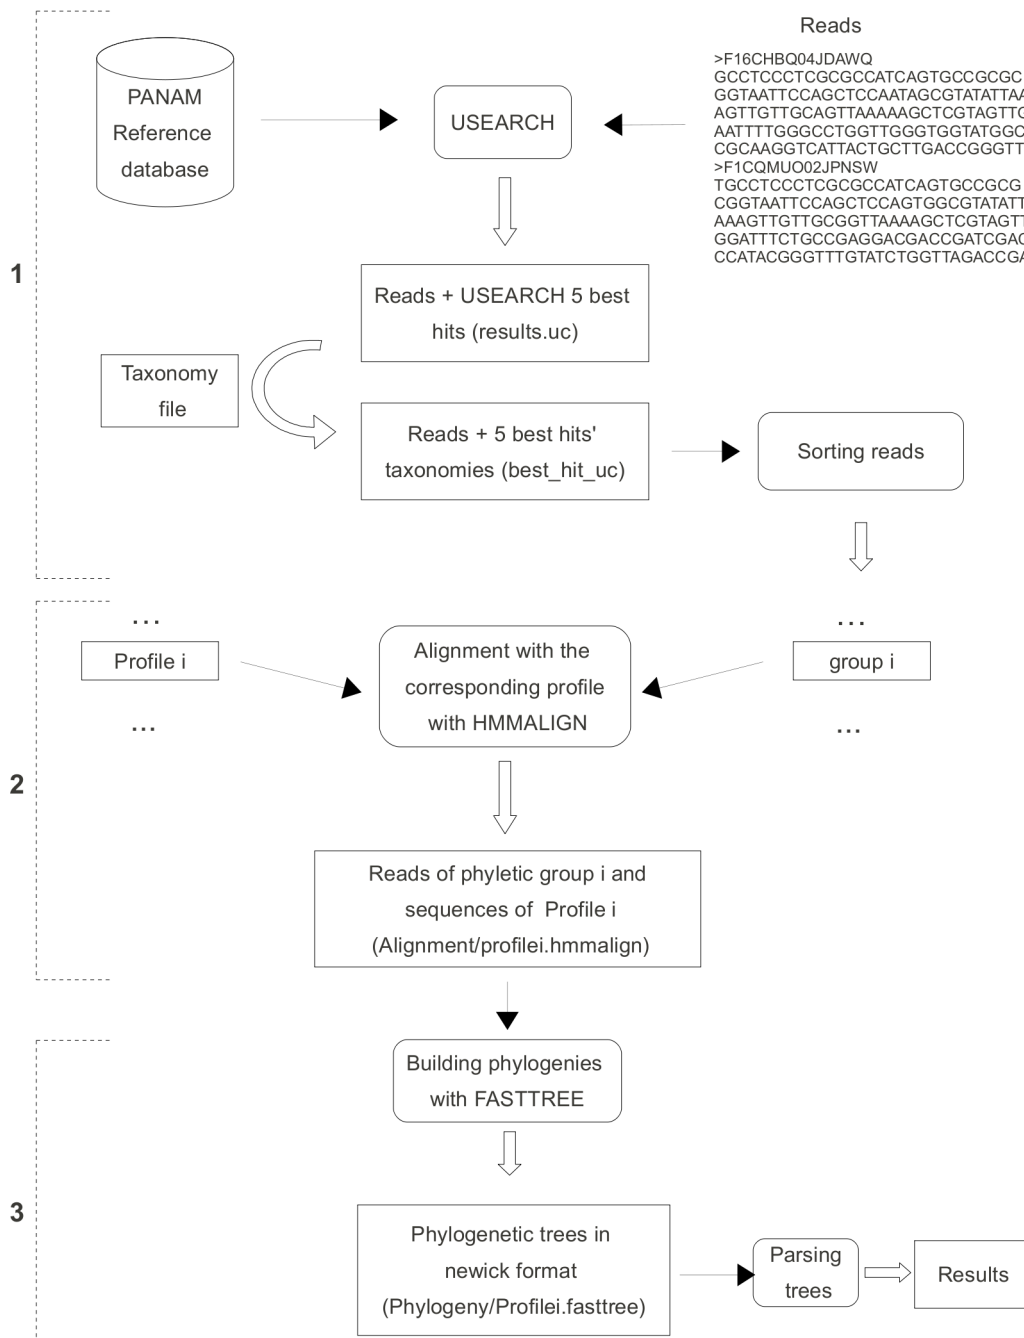 Reads
>F16CHBQ04JDAWQ
GCCTCCCTCGCGCCATCAGTGCCGCGC
GGTAATTCCAGCTCCAATAGCGTATATTAA
AGTTGTTGCAGTTAAAAAGCTCGTAGTTG
AATTTTGGGCCTGGTTGGGTGGTATGGC
CGCAAGGTCATTACTGCTTGACCGGGTT
>F1CQMUO02JPNSW
TGCCTCCCTCGCGCCATCAGTGCCGCG
CGGTAATTCCAGCTCCAGTGGCGTATATT
AAAGTTGTTGCGGTTAAAAGCTCGTAGTT
GGATTTCTGCCGAGGACGACCGATCGAC
CCATACGGGTTTGTATCTGGTTAGACCGA
PANAM
Reference
database
USEARCH
1
Reads + USEARCH 5 best
hits (results.uc)
Taxonomy
file
Reads + 5 best hits'
taxonomies (best_hit_uc)
Sorting reads
...
Profile i
...
Alignment with the
corresponding profile
with HMMALIGN
...
group i
...
2
Reads of phyletic group i and
sequences of Profile i
(Alignment/profilei.hmmalign)
Building phylogenies
with FASTTREE
3
Phylogenetic trees in
newick format
(Phylogeny/Profilei.fasttree)
Parsing
trees
Results